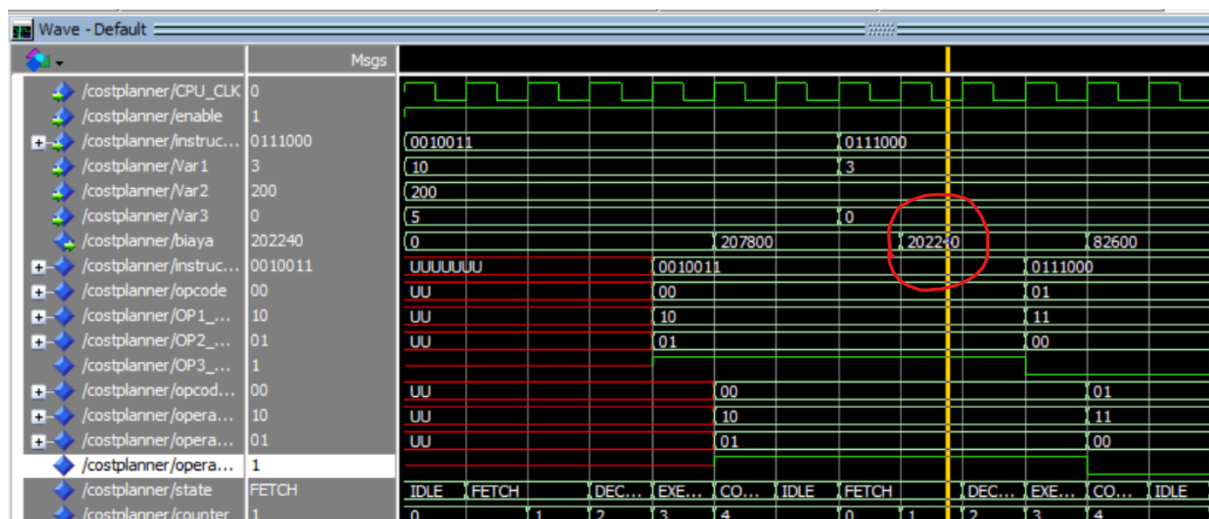 Wave - Default
Msgs
/costplanner/CPU_CLK 0
/costplanner/enable 1
/costplanner/instruc... 0111000 0010011 0111000
/costplanner/Var1 3 10 3
/costplanner/Var2 200 200
/costplanner/Var3 0 5 0
/costplanner/biaya 202240 0 207800 202240 82600
/costplanner/instruc... 0010011 UUUUUUU 0010011 0111000
/costplanner/opcode 00 UU 00 01
/costplanner/OP1_... 10 UU 10 11
/costplanner/OP2_... 01 UU 01 00
/costplanner/OP3_... 1
/costplanner/opcod... 00 UU 00 01
/costplanner/opera... 10 UU 10 11
/costplanner/opera... 01 UU 01 00
/costplanner/opera... 1
/costplanner/state FETCH IDLE FETCH DEC... EXE... CO... IDLE FETCH DEC... EXE... CO... IDLE
/costplanner/counter 1 0 1 2 3 4 0 1 2 3 4